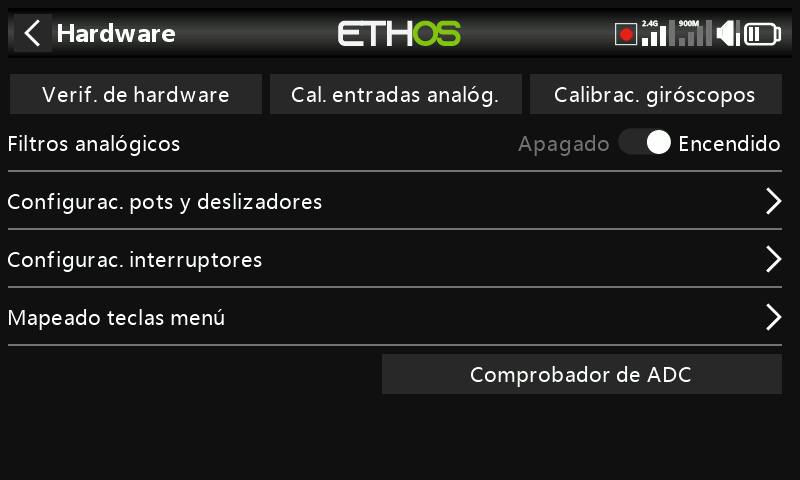 Hardware
ETHOS
2.4G
900M
Verif. de hardware
Cal. entradas analóg.
Calibrac. giróscopos
Filtros analógicos
Apagado
Encendido
Configurac. pots y deslizadores
Configurac. interruptores
Mapeado teclas menú
Comprobador de ADC